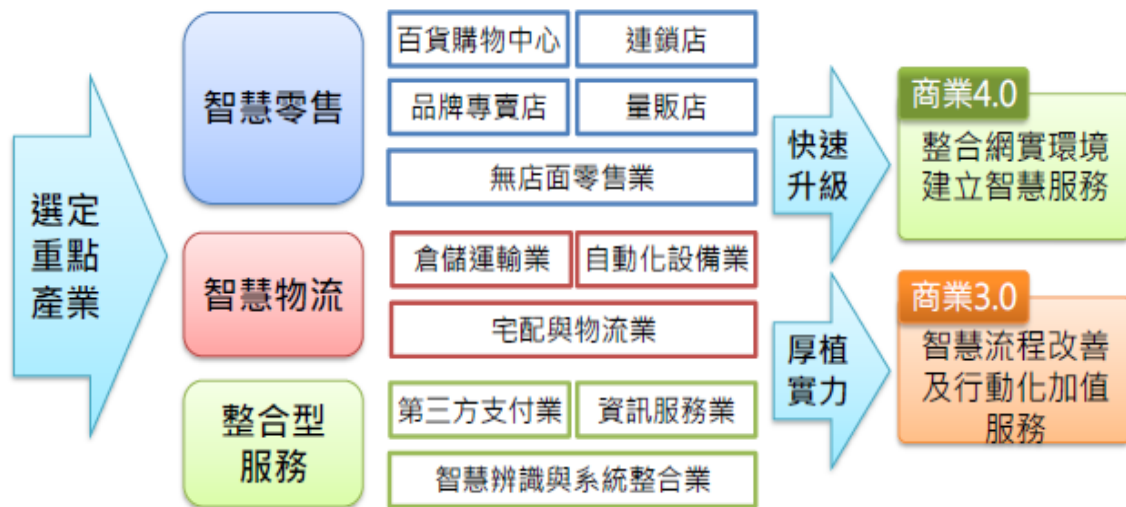 選定
重點
產業
智慧零售
百貨購物中心
連鎖店
品牌專賣店
量販店
無店面零售業
智慧物流
倉儲運輸業
自動化設備業
宅配與物流業
整合型
服務
第三方支付業
資訊服務業
智慧辨識與系統整合業
快速
升級
商業4.0
整合網實環境
建立智慧服務
厚植
實力
商業3.0
智慧流程改善
及行動化加值
服務